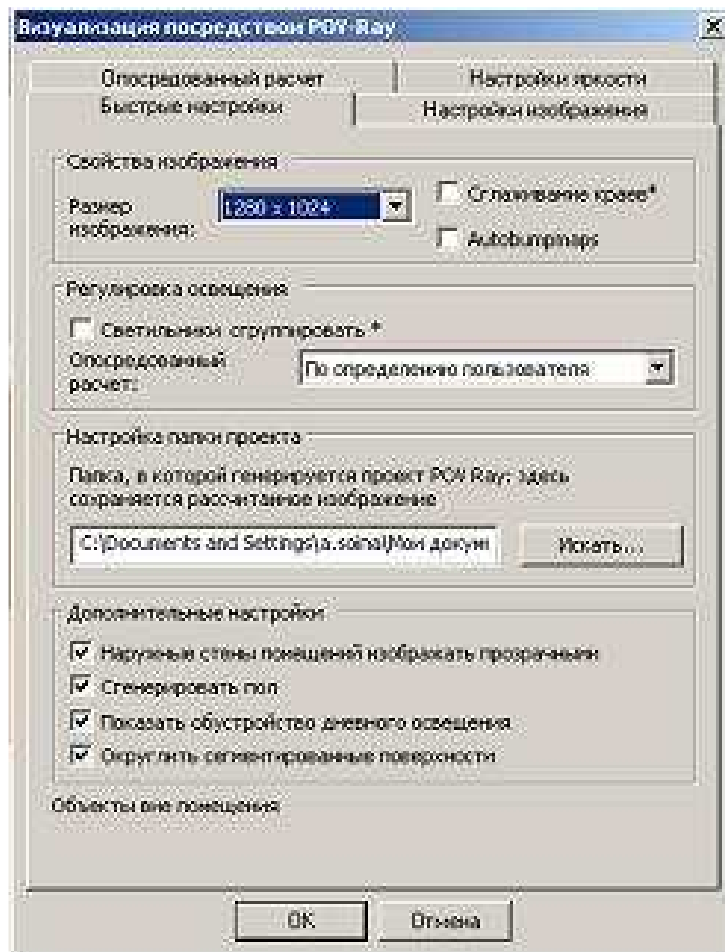 Визуализация посредством POV-Ray
Опосредованный расчет
Настройки яркости
Быстрые настройки
Настройки изображения
Свойства изображения
Размер изображения:
1280 x 1024
Сглаживание краев*
Autobumpmaps
Регулировка освещения
Светильники сгруппировать *
Опосредованный расчет:
По определению пользователя
Настройка папки проекта
Папка, в которой генерируется проект POV Ray: здесь
сохраняется рассчитанное изображение
C:\Documents and Settings\a.soina\Мои докум
Искать...
Дополнительные настройки
Наружные стены помещений изображать прозрачными
Сгенерировать пол
Показать обустройство дневного освещения
Округлить сегментированные поверхности
Объекты вне помещения
OK
Отмена